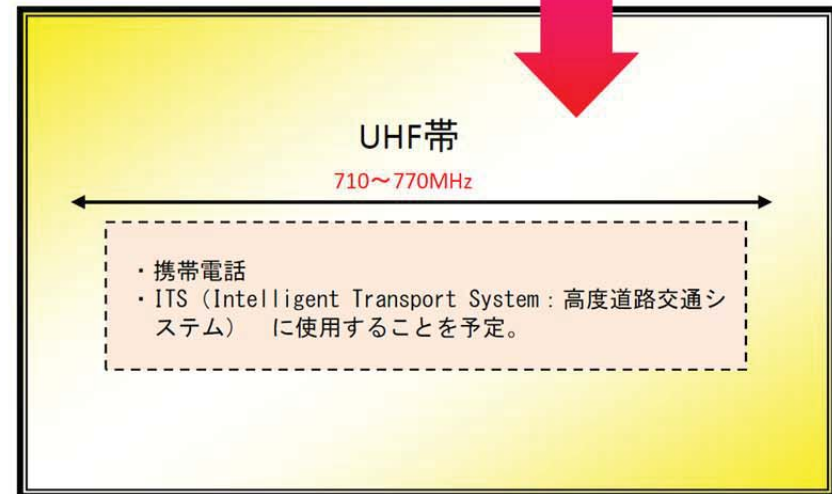 UHF帯
710～770MHz
・携帯電話
・ITS（Intelligent Transport System：高度道路交通シ
ステム）　に使用することを予定。